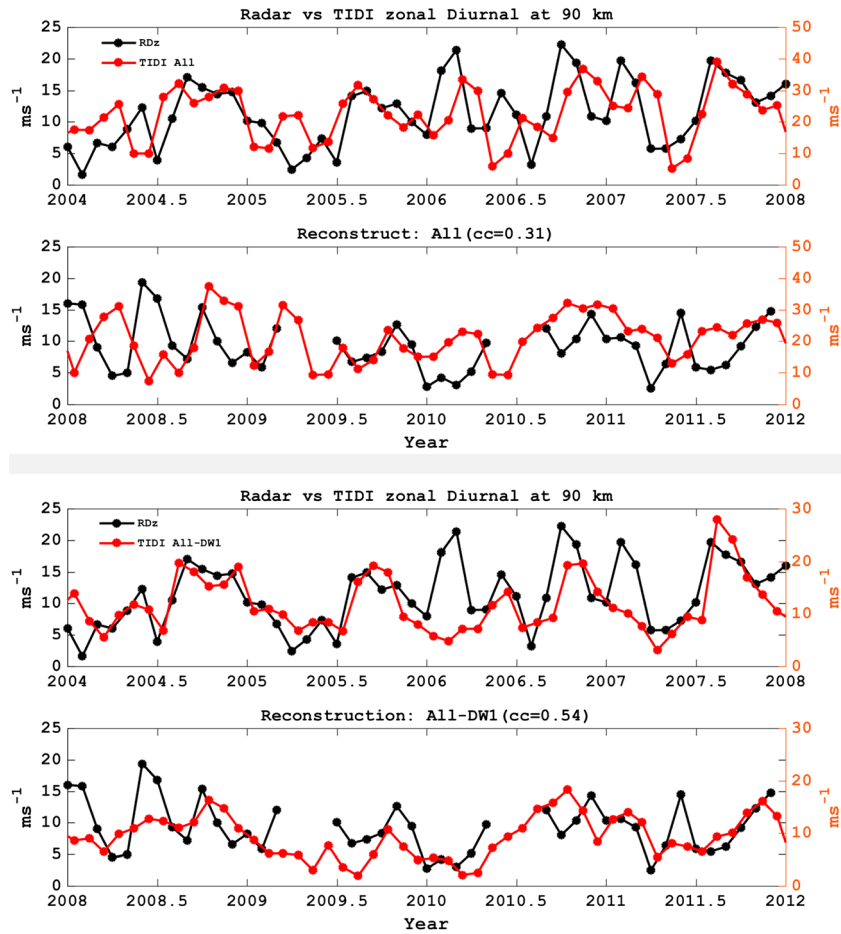 Radar vs TIDI zonal Diurnal at 90 km
25 50
RDz
TIDI All
20 40
15 30
ms⁻¹ ms⁻¹
10 20
5 10
0 0
2004 2004.5 2005 2005.5 2006 2006.5 2007 2007.5 2008
Reconstruct: All(cc=0.31)
25 50
20 40
15 30
ms⁻¹ ms⁻¹
10 20
5 10
0 0
2008 2008.5 2009 2009.5 2010 2010.5 2011 2011.5 2012
Year
Radar vs TIDI zonal Diurnal at 90 km
25 30
RDz
TIDI All-DW1
20
15 20
ms⁻¹ ms⁻¹
10 10
5
0 0
2004 2004.5 2005 2005.5 2006 2006.5 2007 2007.5 2008
Reconstruction: All-DW1(cc=0.54)
25 30
20
15 20
ms⁻¹ ms⁻¹
10 10
5
0 0
2008 2008.5 2009 2009.5 2010 2010.5 2011 2011.5 2012
Year